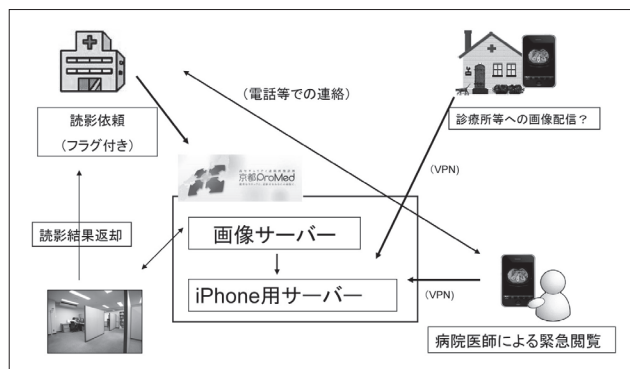 (電話等での連絡)
読影依頼
(フラグ付き)
診療所等への画像配信?
京都ProMed
(VPN)
読影結果返却
画像サーバー
iPhone用サーバー
(VPN)
病院医師による緊急閲覧